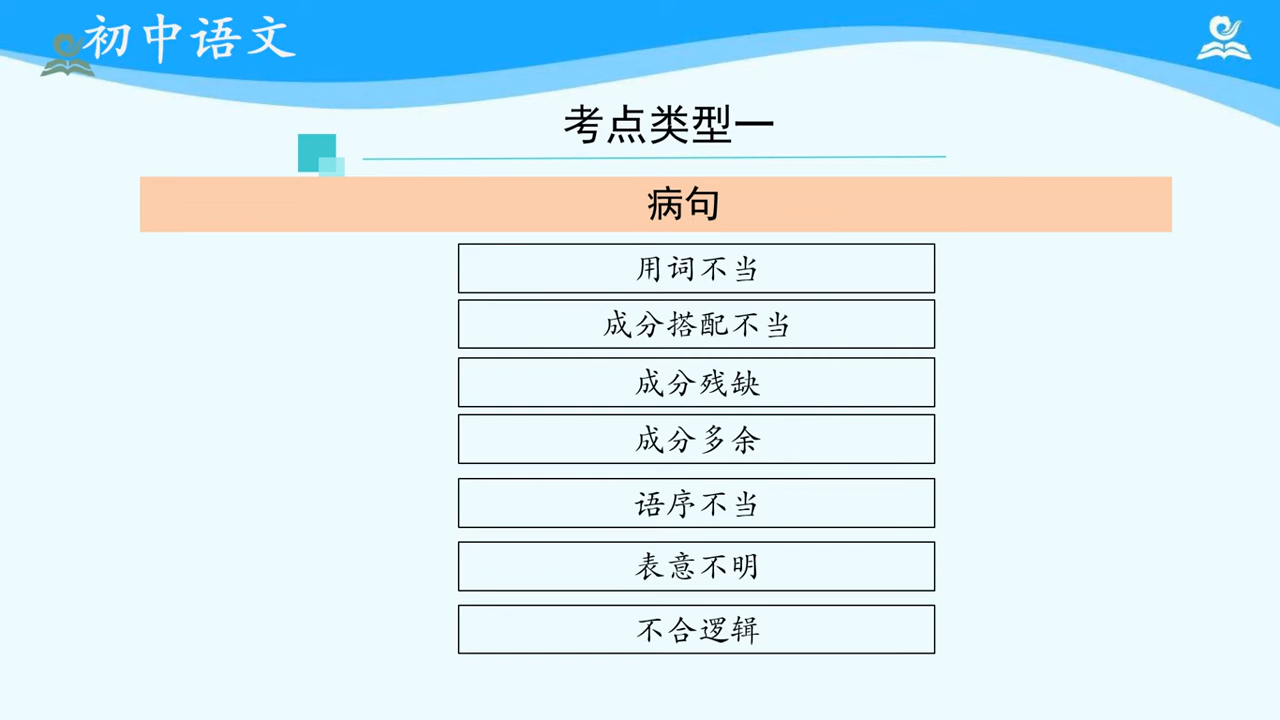 初中语文
考点类型一
病句
用词不当
成分搭配不当
成分残缺
成分多余
语序不当
表意不明
不合逻辑